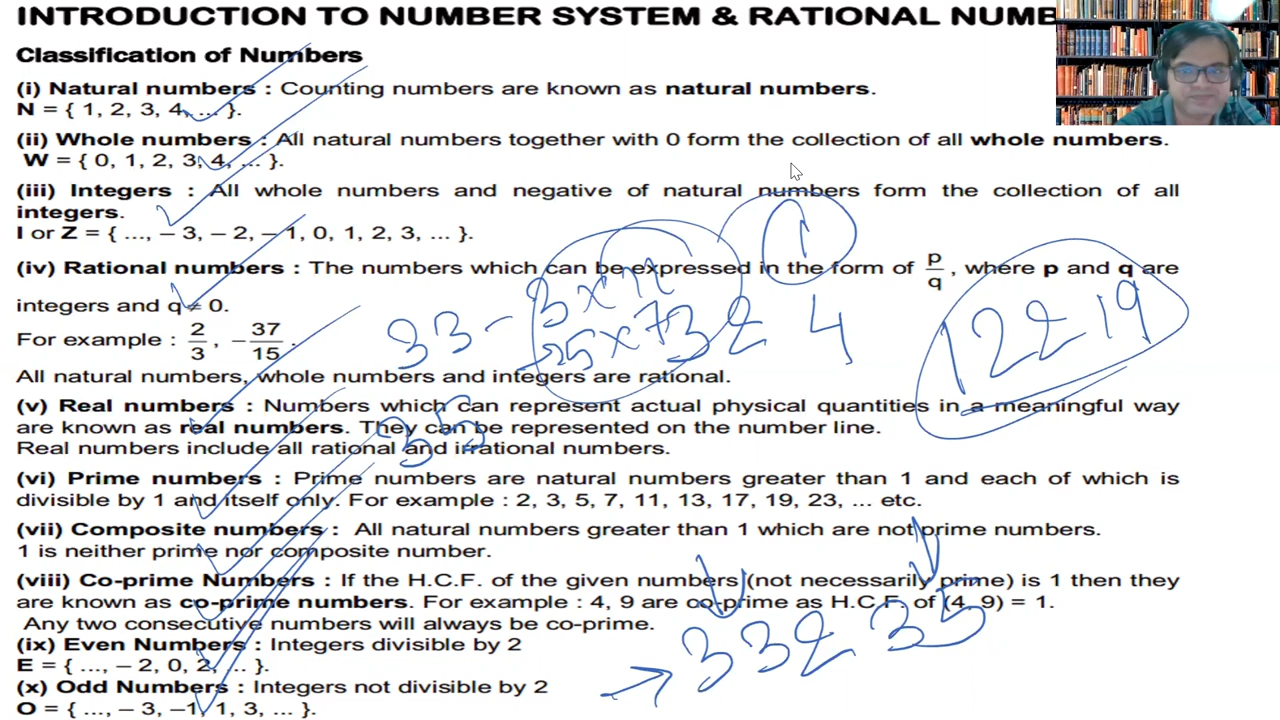 INTRODUCTION TO NUMBER SYSTEM & RATIONAL NUMB
Classification of Numbers
(i) Natural numbers : Counting numbers are known as natural numbers.
N = { 1, 2, 3, 4, ... }.
(ii) Whole numbers : All natural numbers together with 0 form the collection of all whole numbers.
W = { 0, 1, 2, 3, 4, ... }.
(iii) Integers : All whole numbers and negative of natural numbers form the collection of all
integers.
I or Z = { ..., – 3, – 2, – 1, 0, 1, 2, 3, ... }.
(iv) Rational numbers : The numbers which can be expressed in the form of p/q, where p and q are
integers and q ≠ 0.
For example : 2/3, –37/15.
All natural numbers, whole numbers and integers are rational.
(v) Real numbers : Numbers which can represent actual physical quantities in a meaningful way
are known as real numbers. They can be represented on the number line.
Real numbers include all rational and irrational numbers.
(vi) Prime numbers : Prime numbers are natural numbers greater than 1 and each of which is
divisible by 1 and itself only. For example : 2, 3, 5, 7, 11, 13, 17, 19, 23, ... etc.
(vii) Composite numbers : All natural numbers greater than 1 which are not prime numbers.
1 is neither prime nor composite number.
(viii) Co-prime Numbers : If the H.C.F. of the given numbers (not necessarily prime) is 1 then they
are known as co-prime numbers. For example : 4, 9 are co-prime as H.C.F. of (4, 9) = 1.
Any two consecutive numbers will always be co-prime.
(ix) Even Numbers : Integers divisible by 2
E = { ..., – 2, 0, 2, ... }.
(x) Odd Numbers : Integers not divisible by 2
O = { ..., – 3, –1, 1, 3, ... }.
1
33 - 3 x 11
3 & 4
12 & 19
35
33 & 35